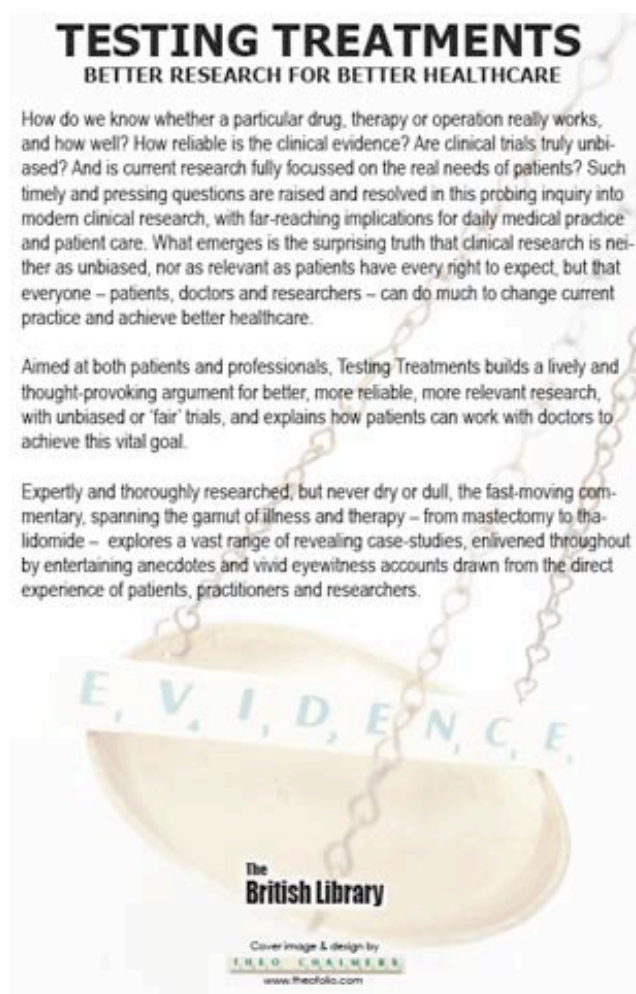 TESTING TREATMENTS
BETTER RESEARCH FOR BETTER HEALTHCARE
How do we know whether a particular drug, therapy or operation really works,
and how well? How reliable is the clinical evidence? Are clinical trials truly unbi-
ased? And is current research fully focussed on the real needs of patients? Such
timely and pressing questions are raised and resolved in this probing inquiry into
modern clinical research, with far-reaching implications for daily medical practice
and patient care. What emerges is the surprising truth that clinical research is nei-
ther as unbiased, nor as relevant as patients have every right to expect, but that
everyone – patients, doctors and researchers – can do much to change current
practice and achieve better healthcare.
Aimed at both patients and professionals, Testing Treatments builds a lively and
thought-provoking argument for better, more reliable, more relevant research,
with unbiased or 'fair' trials, and explains how patients can work with doctors to
achieve this vital goal.
Expertly and thoroughly researched, but never dry or dull, the fast-moving com-
mentary, spanning the gamut of illness and therapy – from mastectomy to tha-
lidomide – explores a vast range of revealing case-studies, enlivened throughout
by entertaining anecdotes and vivid eyewitness accounts drawn from the direct
experience of patients, practitioners and researchers.
E, V, I, D, E, N, C, E,
The
British Library
Cover image & design by
THEO CHALMERS
www.theofolio.com